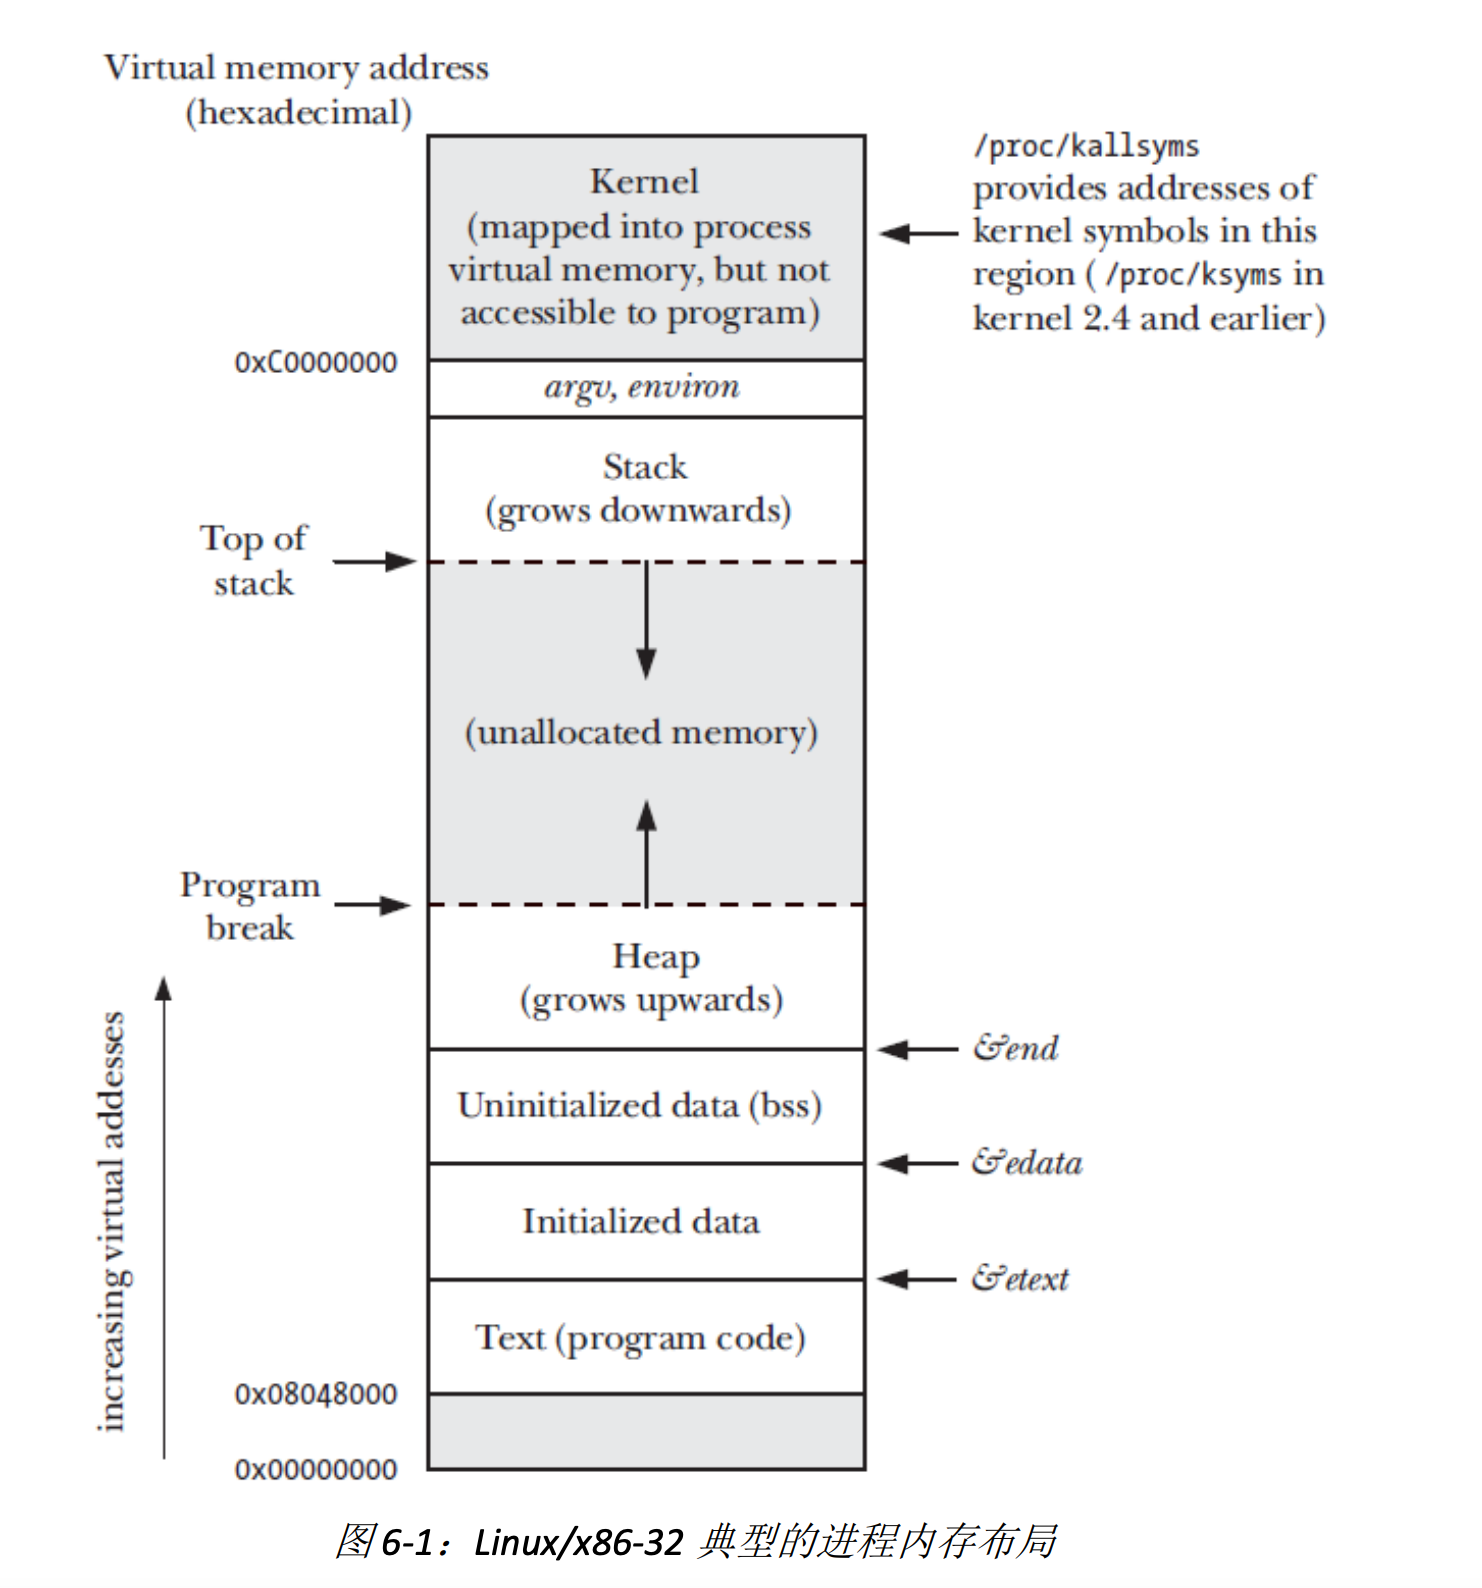 Virtual memory address
(hexadecimal)
/proc/kallsyms
provides addresses of
kernel symbols in this
region ( /proc/ksyms in
kernel 2.4 and earlier)
Kernel
(mapped into process
virtual memory, but not
accessible to program)
0xC0000000
argv, environ
Stack
(grows downwards)
Top of
stack
(unallocated memory)
Program
break
Heap
(grows upwards)
&end
Uninitialized data (bss)
&edata
Initialized data
&etext
Text (program code)
0x08048000
0x00000000
increasing virtual addesses
图 6-1：Linux/x86-32 典型的进程内存布局